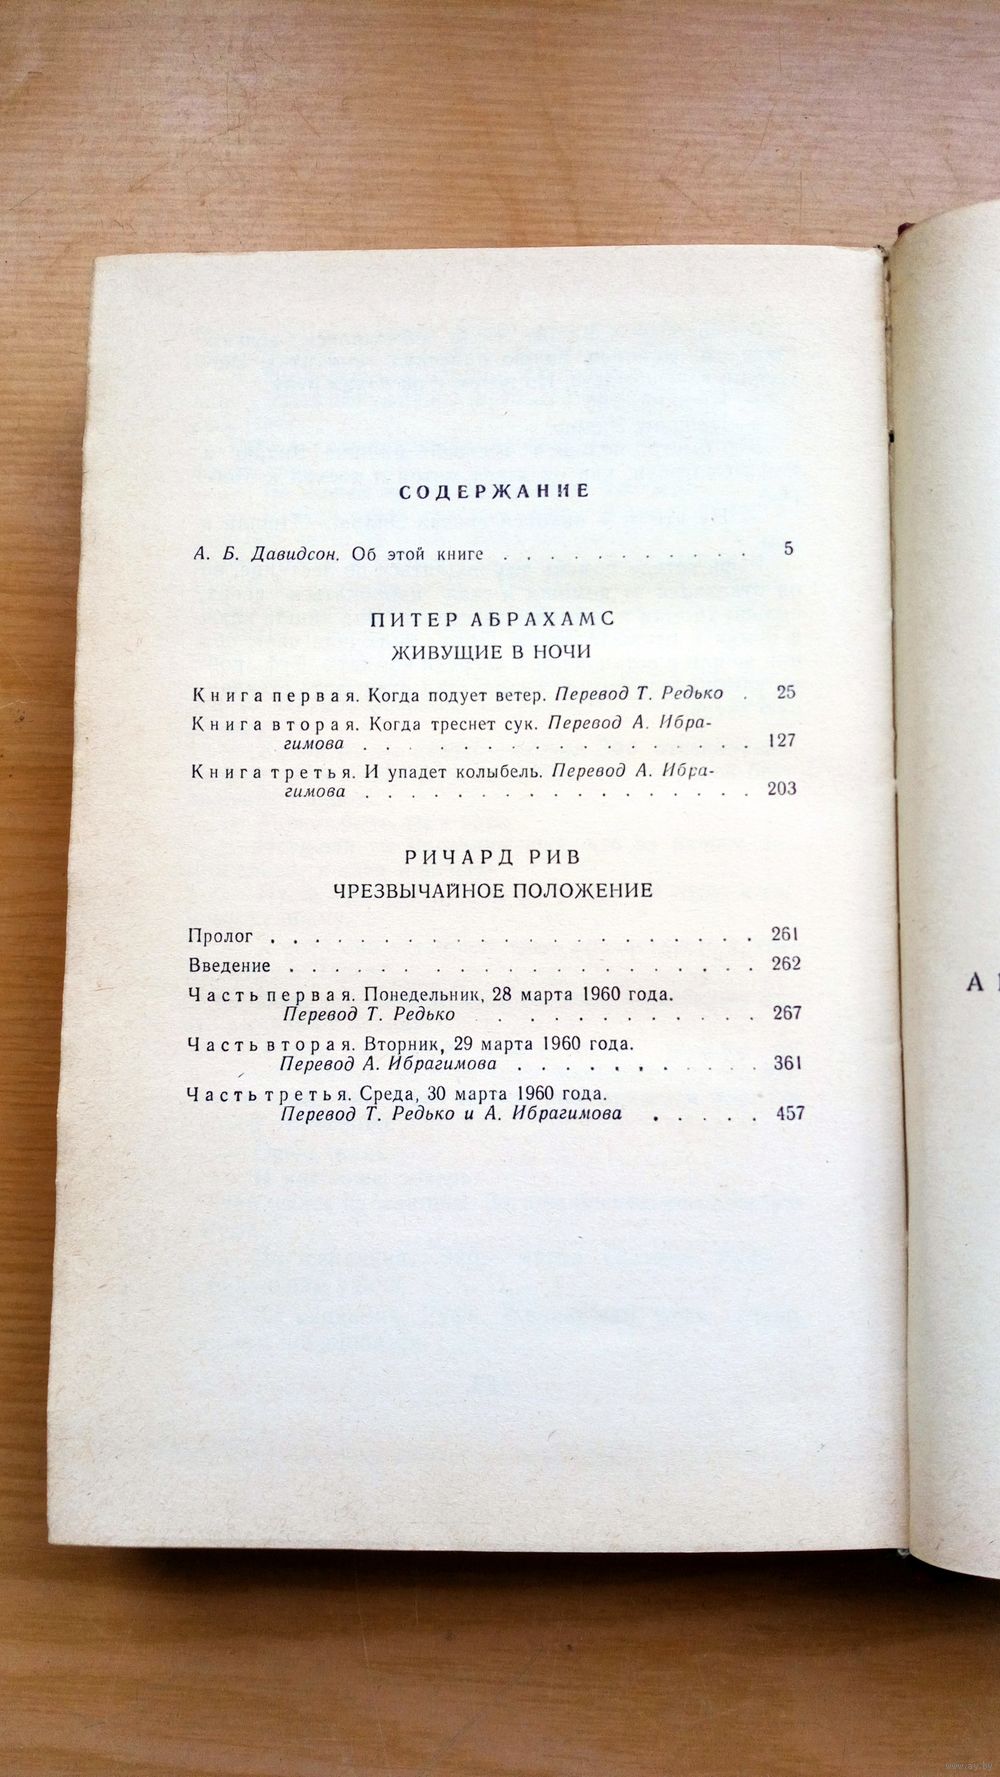 СОДЕРЖАНИЕ
А. Б. Давидсон. Об этой книге . . . . . . . . . . . 5
ПИТЕР АБРАХАМС
ЖИВУЩИЕ В НОЧИ
Книга первая. Когда подует ветер. Перевод Т. Редько . 25
Книга вторая. Когда треснет сук. Перевод А. Ибра-
гимова . . . . . . . . . . . . . . . . . 127
Книга третья. И упадет колыбель. Перевод А. Ибра-
гимова . . . . . . . . . . . . . . . . . 203
РИЧАРД РИВ
ЧРЕЗВЫЧАЙНОЕ ПОЛОЖЕНИЕ
Пролог . . . . . . . . . . . . . . . . . . . . . 261
Введение . . . . . . . . . . . . . . . . . . . . 262
Часть первая. Понедельник, 28 марта 1960 года.
Перевод Т. Редько . . . . . . . . . . . . 267
Часть вторая. Вторник, 29 марта 1960 года.
Перевод А. Ибрагимова . . . . . . . . . . 361
Часть третья. Среда, 30 марта 1960 года.
Перевод Т. Редько и А. Ибрагимова . . . . . 457
А
www.ay.by